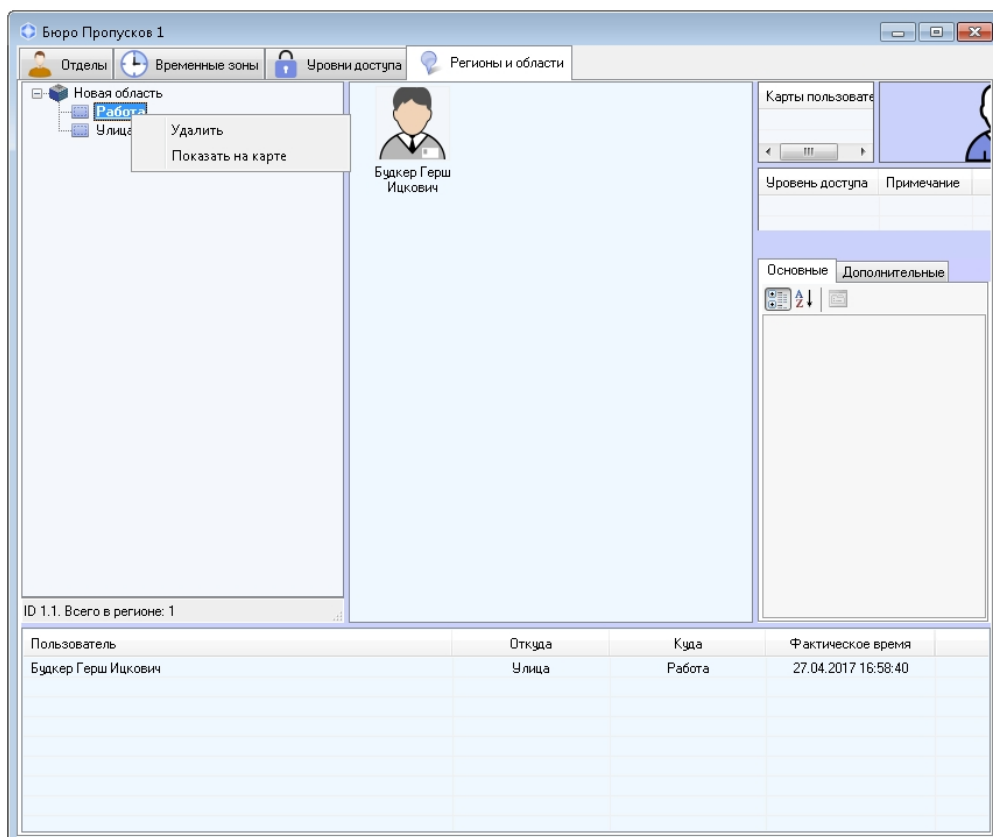 Бюро Пропусков 1
Отделы Временные зоны Уровни доступа Регионы и области
Новая область
Работа
Улица
Удалить
Показать на карте
Будкер Герш
Ицкович
Карты пользовате
Уровень доступа Примечание
Основные Дополнительные
ID 1.1. Всего в регионе: 1
Пользователь Откуда Куда Фактическое время
Будкер Герш Ицкович Улица Работа 27.04.2017 16:58:40